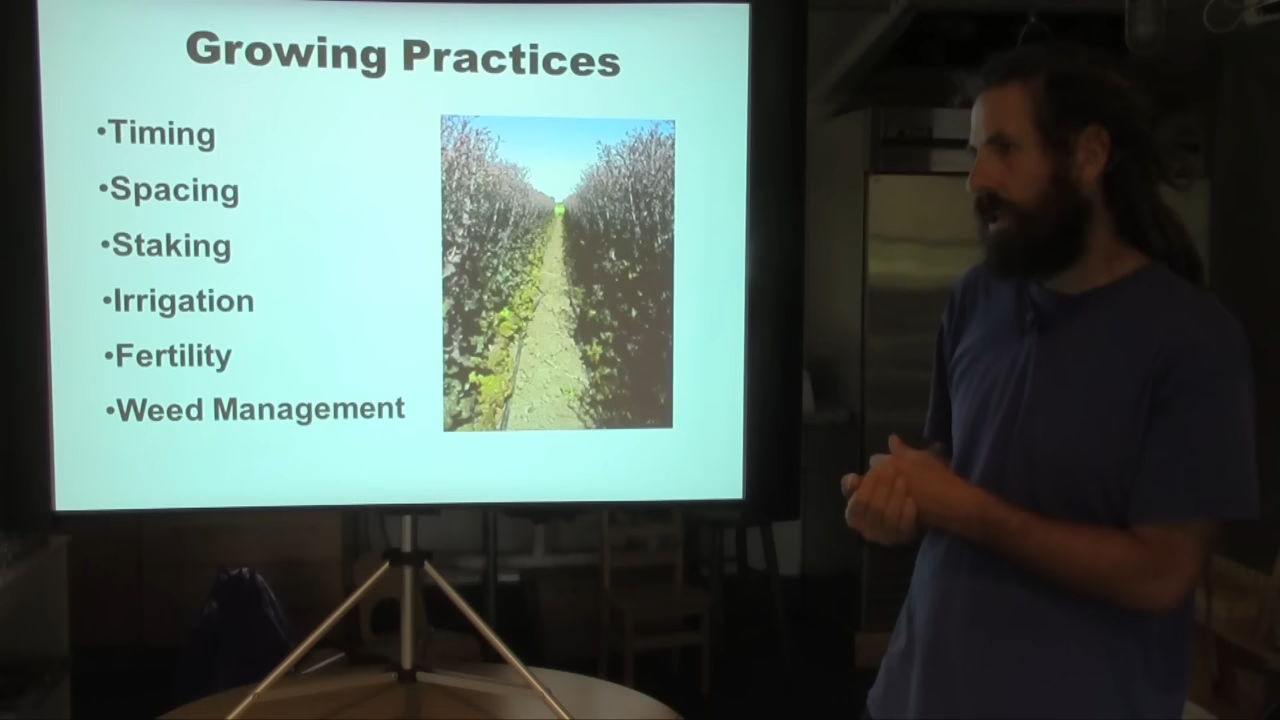 Growing Practices
•Timing
•Spacing
•Staking
•Irrigation
•Fertility
•Weed Management